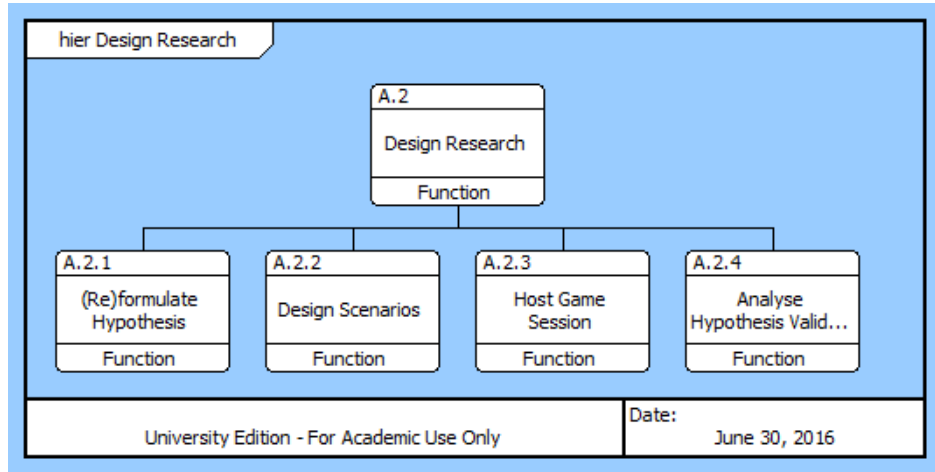 hier Design Research
A.2
Design Research
Function
A.2.1
(Re)formulate
Hypothesis
Function
A.2.2
Design Scenarios
Function
A.2.3
Host Game
Session
Function
A.2.4
Analyse
Hypothesis Valid...
Function
University Edition - For Academic Use Only
Date:
June 30, 2016